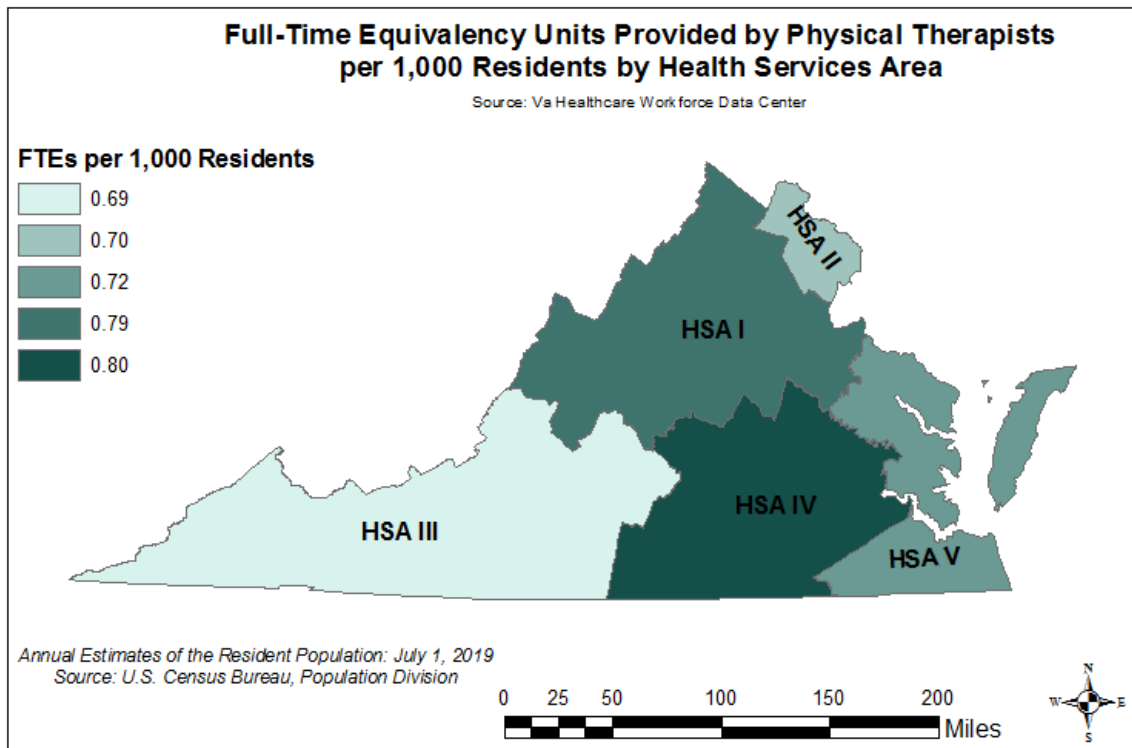 Full-Time Equivalency Units Provided by Physical Therapists
per 1,000 Residents by Health Services Area
Source: Va Healthcare Workforce Data Center
FTEs per 1,000 Residents
0.69
0.70
0.72
0.79
0.80
HSA II
HSA I
HSA IV
HSA III
HSA V
Annual Estimates of the Resident Population: July 1, 2019
Source: U.S. Census Bureau, Population Division
0 25 50 100 150 200
Miles
N
W E
S